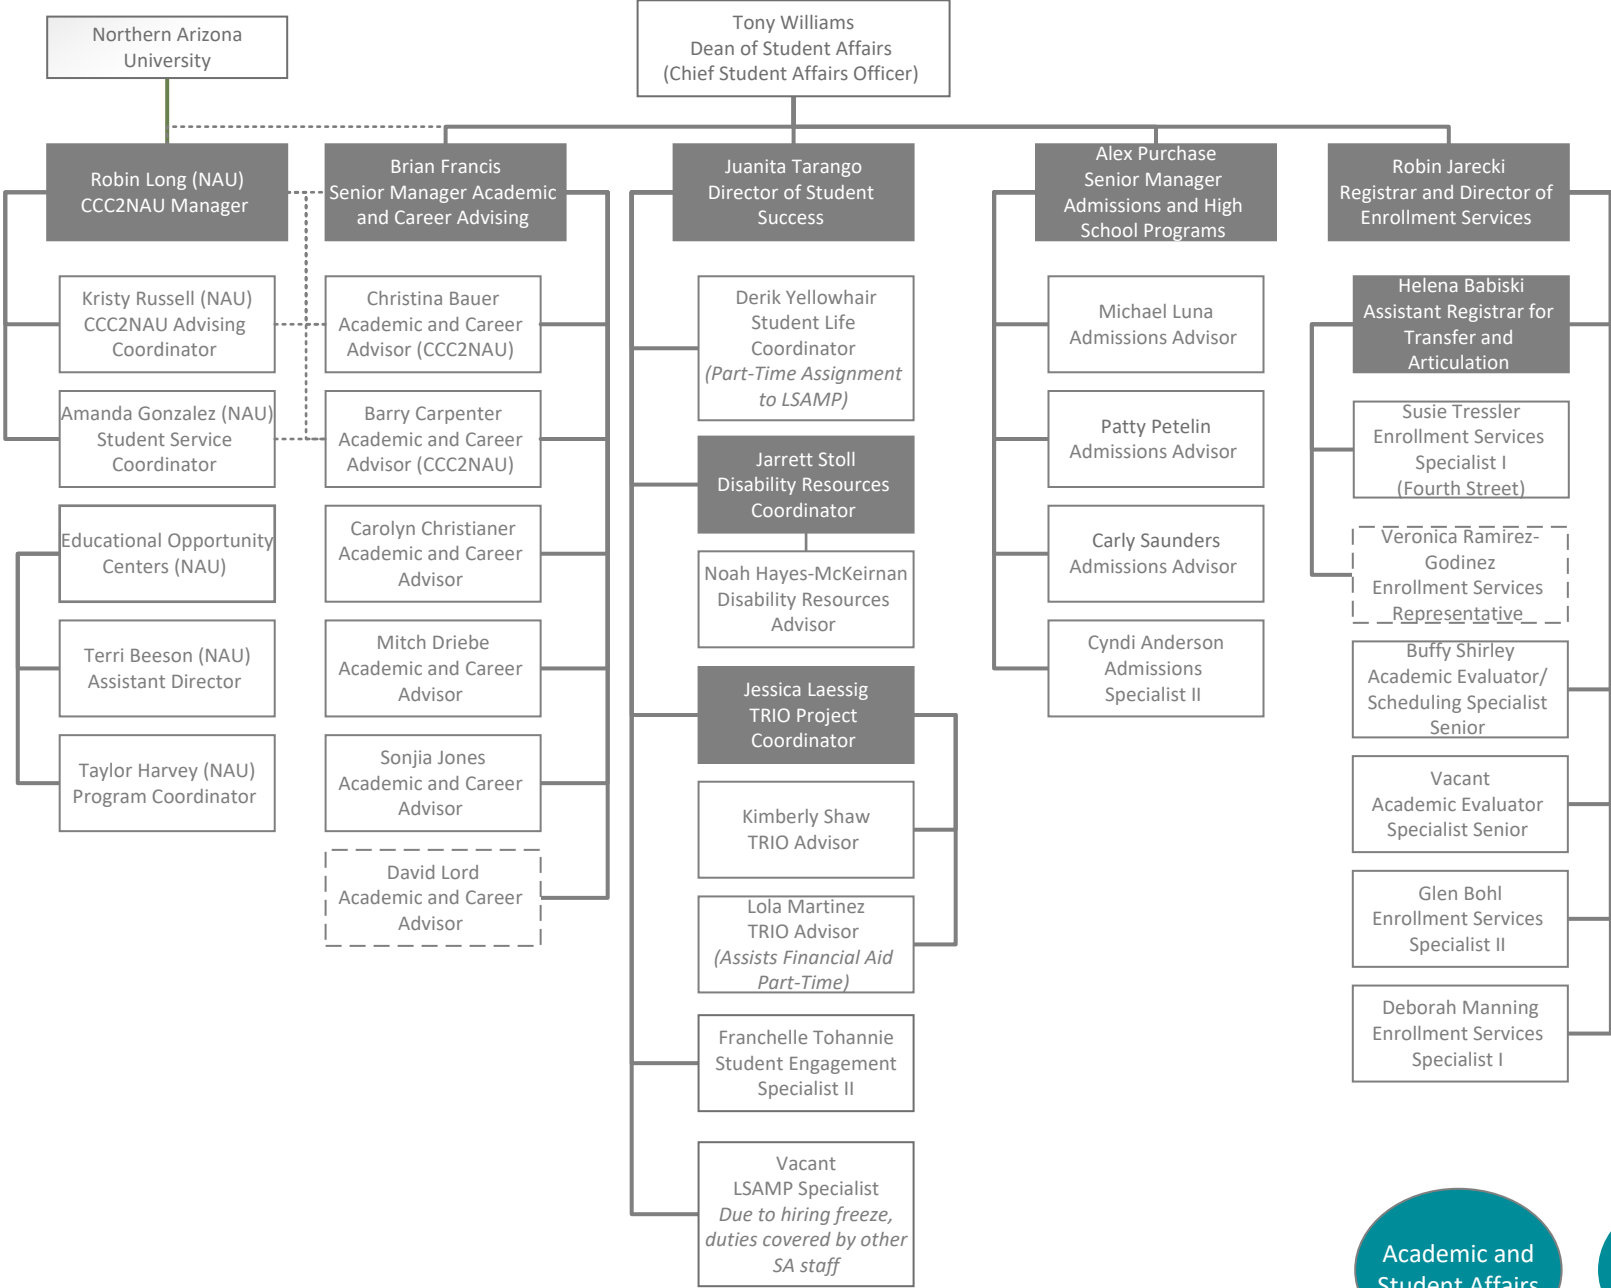 Northern Arizona
University
Tony Williams
Dean of Student Affairs
(Chief Student Affairs Officer)
Robin Long (NAU)
CCC2NAU Manager
Kristy Russell (NAU)
CCC2NAU Advising
Coordinator
Amanda Gonzalez (NAU)
Student Service
Coordinator
Educational Opportunity
Centers (NAU)
Terri Beeson (NAU)
Assistant Director
Taylor Harvey (NAU)
Program Coordinator
Brian Francis
Senior Manager Academic
and Career Advising
Christina Bauer
Academic and Career
Advisor (CCC2NAU)
Barry Carpenter
Academic and Career
Advisor (CCC2NAU)
Carolyn Christianer
Academic and Career
Advisor
Mitch Driebe
Academic and Career
Advisor
Sonjia Jones
Academic and Career
Advisor
David Lord
Academic and Career
Advisor
Juanita Tarango
Director of Student
Success
Derik Yellowhair
Student Life
Coordinator
(Part-Time Assignment
to LSAMP)
Jarrett Stoll
Disability Resources
Coordinator
Noah Hayes-McKeirnan
Disability Resources
Advisor
Jessica Laessig
TRIO Project
Coordinator
Kimberly Shaw
TRIO Advisor
Lola Martinez
TRIO Advisor
(Assists Financial Aid
Part-Time)
Franchelle Tohannie
Student Engagement
Specialist II
Vacant
LSAMP Specialist
Due to hiring freeze,
duties covered by other
SA staff
Alex Purchase
Senior Manager
Admissions and High
School Programs
Michael Luna
Admissions Advisor
Patty Petelin
Admissions Advisor
Carly Saunders
Admissions Advisor
Cyndi Anderson
Admissions
Specialist II
Robin Jarecki
Registrar and Director of
Enrollment Services
Helena Babiski
Assistant Registrar for
Transfer and
Articulation
Susie Tressler
Enrollment Services
Specialist I
(Fourth Street)
Veronica Ramirez-
Godinez
Enrollment Services
Representative
Buffy Shirley
Academic Evaluator/
Scheduling Specialist
Senior
Vacant
Academic Evaluator
Specialist Senior
Glen Bohl
Enrollment Services
Specialist II
Deborah Manning
Enrollment Services
Specialist I
Academic and
Student Affairs